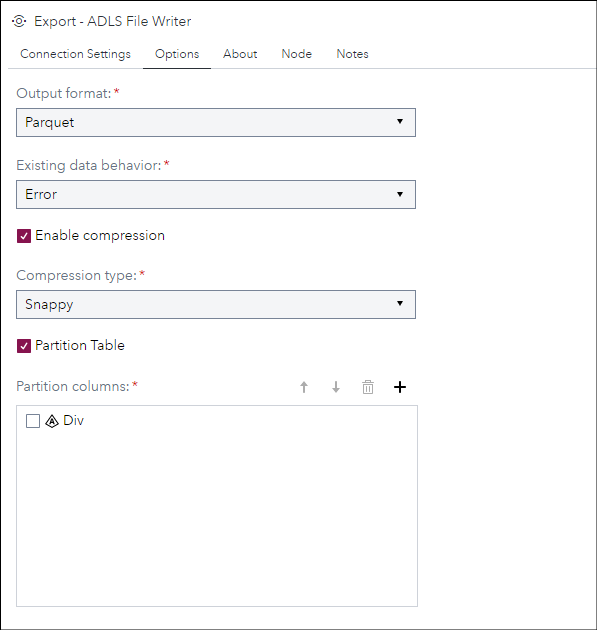 Export - ADLS File Writer
Connection Settings Options About Node Notes
Output format:*
Parquet
Existing data behavior:*
Error
Enable compression
Compression type:*
Snappy
Partition Table
Partition columns:*
Div